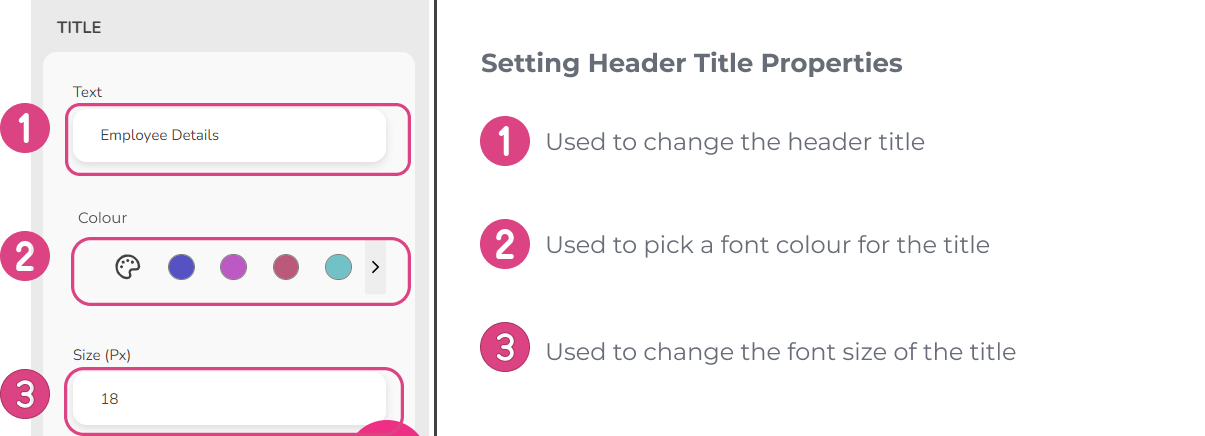 TITLE
Text
1
Employee Details
Colour
2
Size (Px)
3
18
Setting Header Title Properties
1 Used to change the header title
2 Used to pick a font colour for the title
3 Used to change the font size of the title